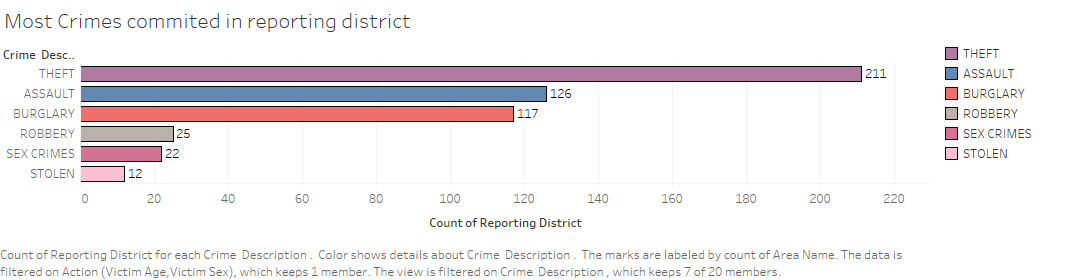 Most Crimes commited in reporting district
Crime Desc..
THEFT 211
ASSAULT 126
BURGLARY 117
ROBBERY 25
SEX CRIMES 22
STOLEN 12
0 20 40 60 80 100 120 140 160 180 200 220
Count of Reporting District
THEFT
ASSAULT
BURGLARY
ROBBERY
SEX CRIMES
STOLEN
Count of Reporting District for each Crime Description . Color shows details about Crime Description . The marks are labeled by count of Area Name. The data is
filtered on Action (Victim Age,Victim Sex), which keeps 1 member. The view is filtered on Crime Description , which keeps 7 of 20 members.